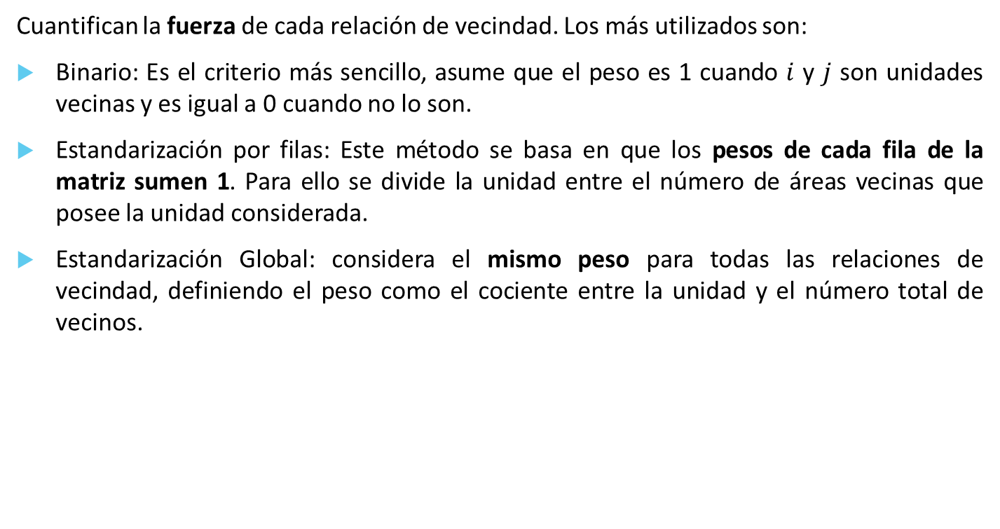 Cuantifican la fuerza de cada relación de vecindad. Los más utilizados son:
Binario: Es el criterio más sencillo, asume que el peso es 1 cuando i y j son unidades
vecinas y es igual a 0 cuando no lo son.
Estandarización por filas: Este método se basa en que los pesos de cada fila de la
matriz sumen 1. Para ello se divide la unidad entre el número de áreas vecinas que
posee la unidad considerada.
Estandarización Global: considera el mismo peso para todas las relaciones de
vecindad, definiendo el peso como el cociente entre la unidad y el número total de
vecinos.